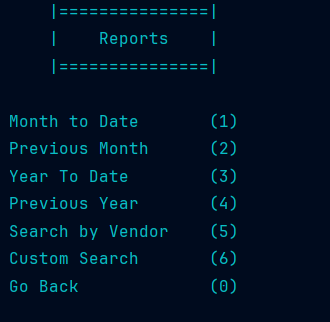 |===============|
|    Reports    |
|===============|
Month to Date       (1)
Previous Month      (2)
Year To Date        (3)
Previous Year       (4)
Search by Vendor    (5)
Custom Search       (6)
Go Back             (0)